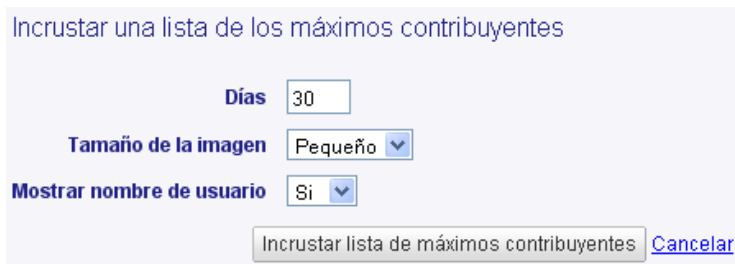 Incrustar una lista de los máximos contribuyentes
Días 30
Tamaño de la imagen Pequeño
Mostrar nombre de usuario Si
Incrustar lista de máximos contribuyentes Cancelar